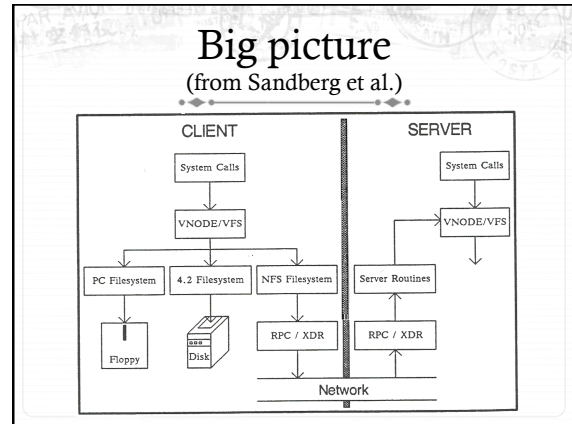 Big picture
(from Sandberg et al.)
CLIENT
SERVER
System Calls
System Calls
VNODE/VFS
VNODE/VFS
PC Filesystem
4.2 Filesystem
NFS Filesystem
Server Routines
Floppy
Disk
RPC / XDR
RPC / XDR
Network